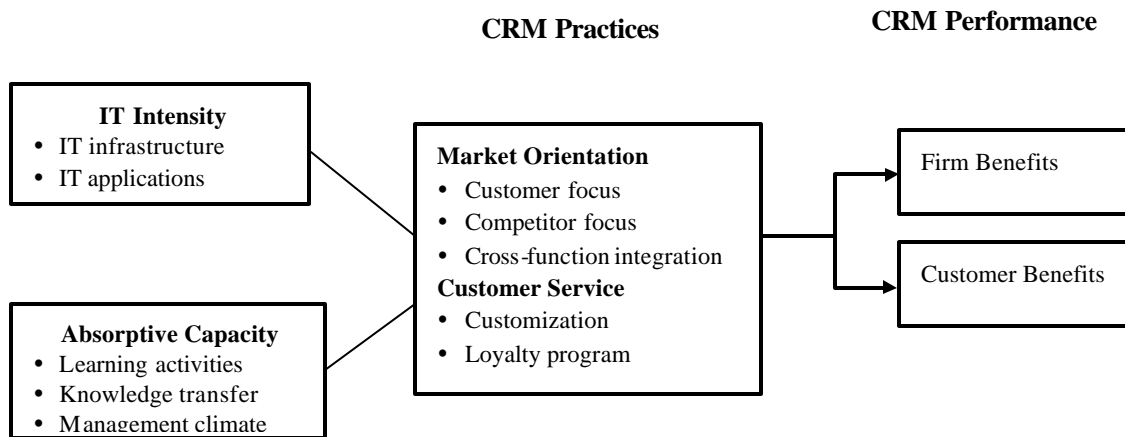 CRM Practices
CRM Performance
IT Intensity
• IT infrastructure
• IT applications
Absorptive Capacity
• Learning activities
• Knowledge transfer
• Management climate
Market Orientation
• Customer focus
• Competitor focus
• Cross-function integration
Customer Service
• Customization
• Loyalty program
Firm Benefits
Customer Benefits